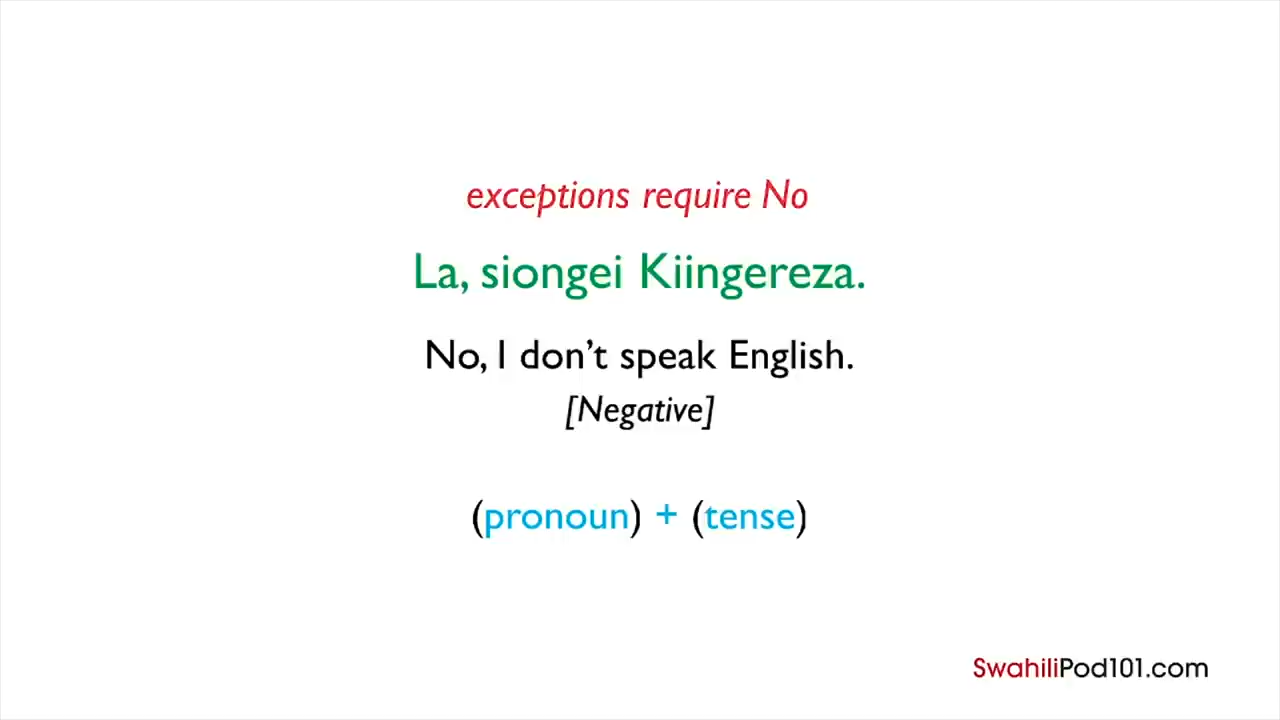 exceptions require No
La, siongei Kiingereza.
No, I don’t speak English.
[Negative]
(pronoun) + (tense)
SwahiliPod101.com